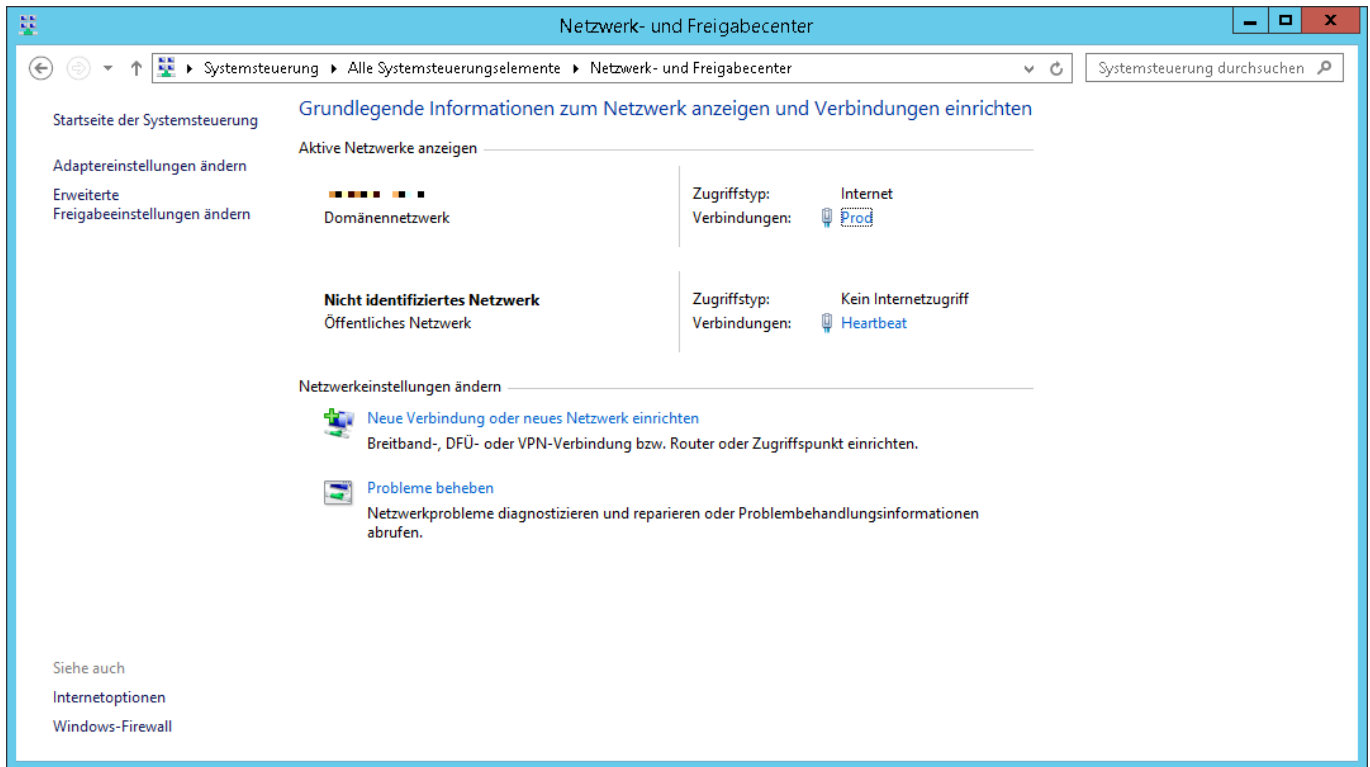 Netzwerk- und Freigabecenter
Systemsteuerung ▸ Alle Systemsteuerungselemente ▸ Netzwerk- und Freigabecenter
Systemsteuerung durchsuchen
Startseite der Systemsteuerung
Adaptereinstellungen ändern
Erweiterte
Freigabeeinstellungen ändern
Grundlegende Informationen zum Netzwerk anzeigen und Verbindungen einrichten
Aktive Netzwerke anzeigen
Domänennetzwerk
Zugriffstyp: Internet
Verbindungen: Prod
Nicht identifiziertes Netzwerk
Öffentliches Netzwerk
Zugriffstyp: Kein Internetzugriff
Verbindungen: Heartbeat
Netzwerkeinstellungen ändern
Neue Verbindung oder neues Netzwerk einrichten
Breitband-, DFÜ- oder VPN-Verbindung bzw. Router oder Zugriffspunkt einrichten.
Probleme beheben
Netzwerkprobleme diagnostizieren und reparieren oder Problembehandlungsinformationen
abrufen.
Siehe auch
Internetoptionen
Windows-Firewall